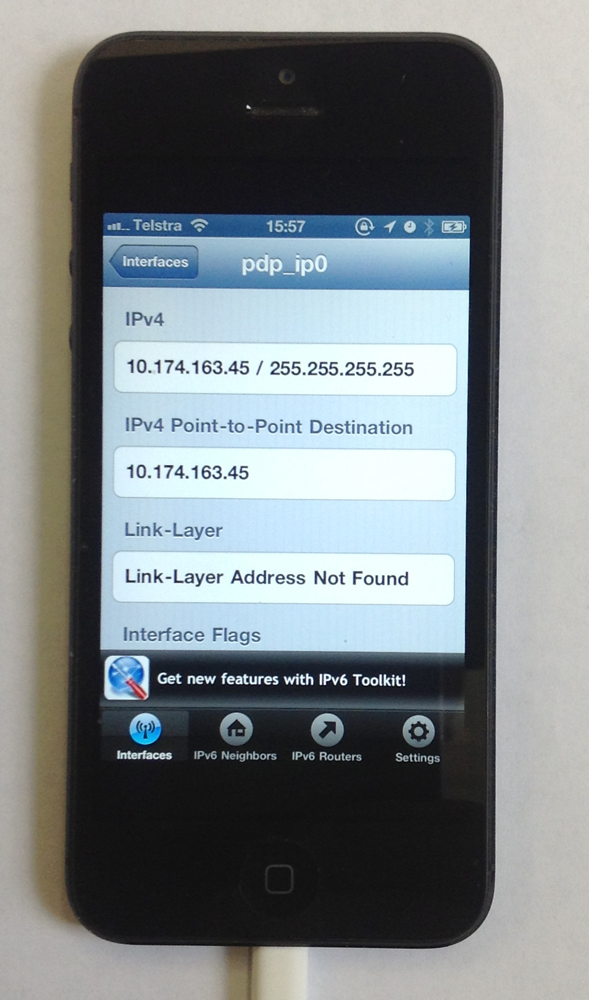 Telstra 15:57
Interfaces pdp_ip0
IPv4
10.174.163.45 / 255.255.255.255
IPv4 Point-to-Point Destination
10.174.163.45
Link-Layer
Link-Layer Address Not Found
Interface Flags
Get new features with IPv6 Toolkit!
Interfaces IPv6 Neighbors IPv6 Routers Settings